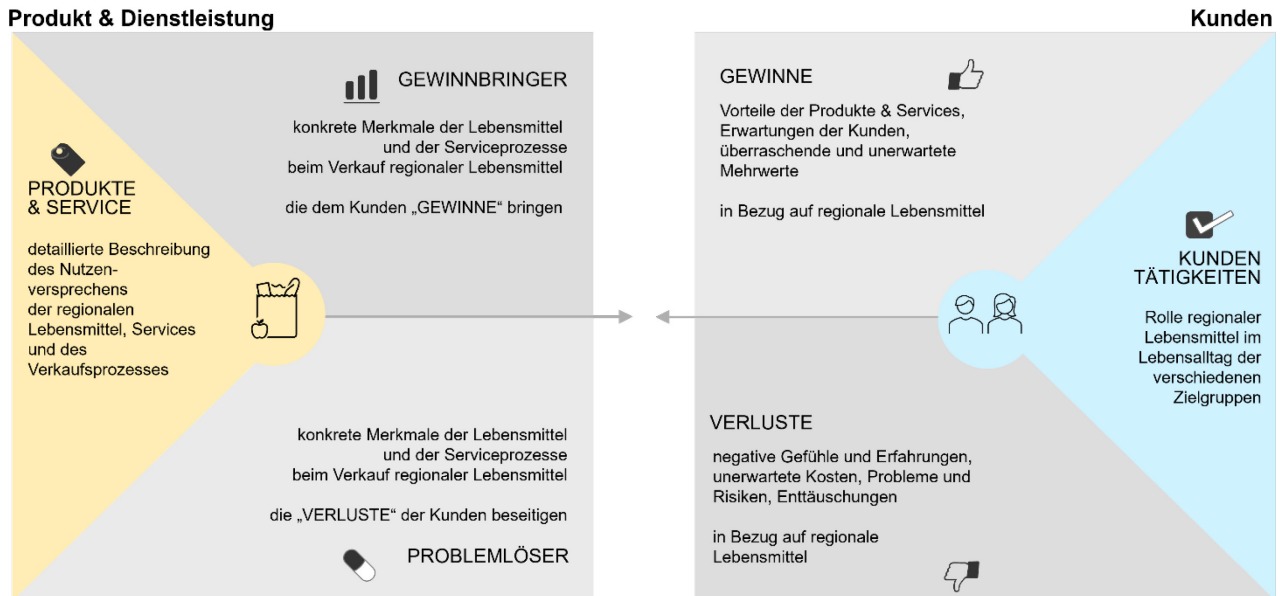 Produkt & Dienstleistung
Kunden
GEWINNBRINGER
konkrete Merkmale der Lebensmittel
und der Serviceprozesse
beim Verkauf regionaler Lebensmittel
die dem Kunden „GEWINNE“ bringen
PRODUKTE
& SERVICE
detaillierte Beschreibung
des Nutzen-
versprechens
der regionalen
Lebensmittel, Services
und des
Verkaufsprozesses
konkrete Merkmale der Lebensmittel
und der Serviceprozesse
beim Verkauf regionaler Lebensmittel
die „VERLUSTE“ der Kunden beseitigen
PROBLEMLÖSER
GEWINNE
Vorteile der Produkte & Services,
Erwartungen der Kunden,
überraschende und unerwartete
Mehrwerte
in Bezug auf regionale Lebensmittel
KUNDEN
TÄTIGKEITEN
Rolle regionaler
Lebensmittel im
Lebensalltag der
verschiedenen
Zielgruppen
VERLUSTE
negative Gefühle und Erfahrungen,
unerwartete Kosten, Probleme und
Risiken, Enttäuschungen
in Bezug auf regionale
Lebensmittel